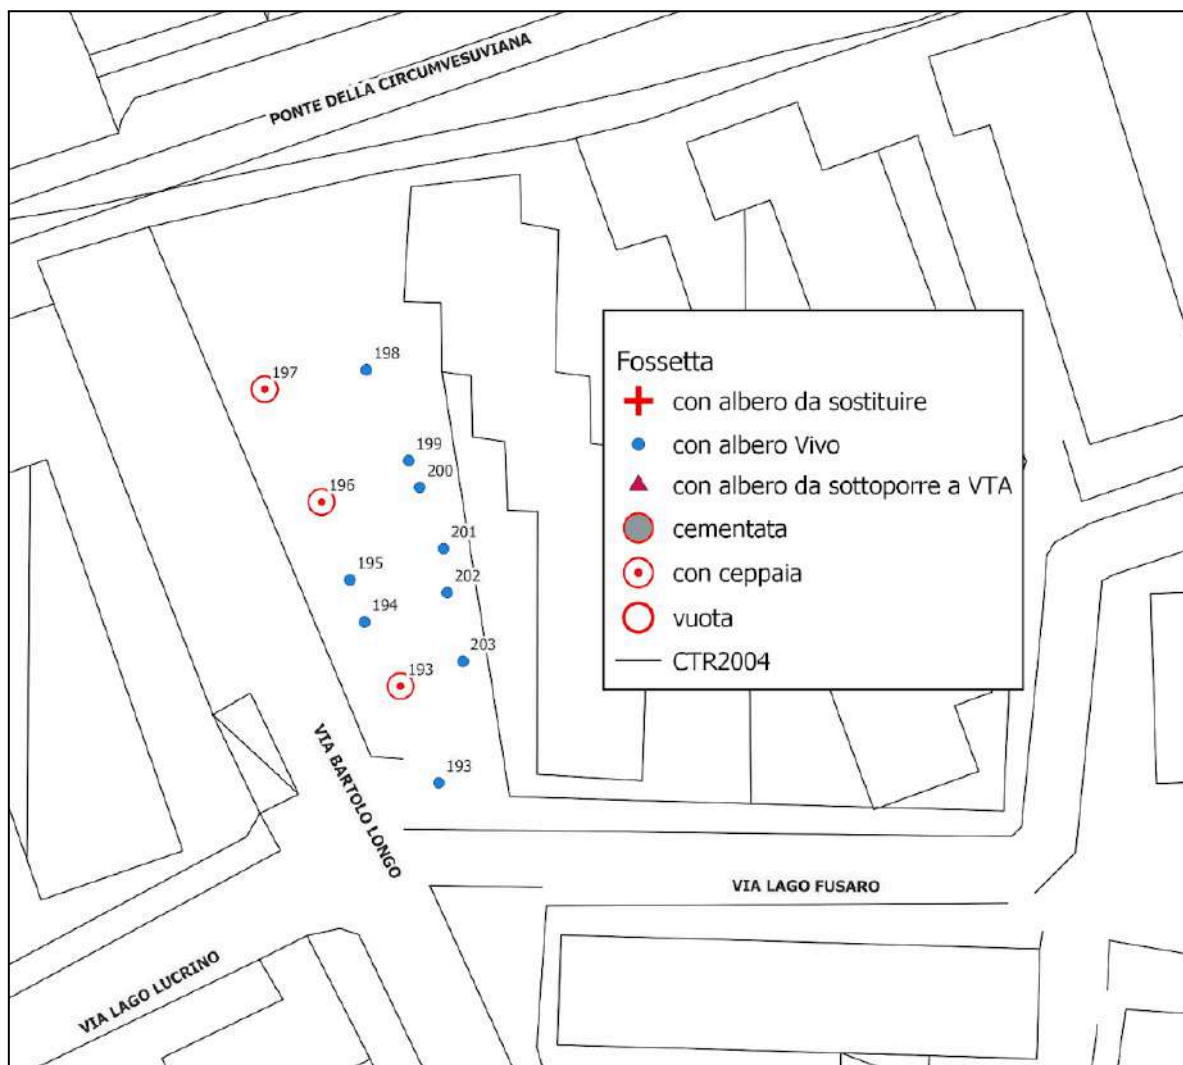 PONTE DELLA CIRCUMVESUVIANA
198
197
199
200
196
201
195
202
194
203
193
193
Fossetta
con albero da sostituire
con albero Vivo
con albero da sottoporre a VTA
cementata
con ceppaia
vuota
CTR2004
VIA BARTOLO LONGO
VIA LAGO FUSARO
VIA LAGO LUCRINO